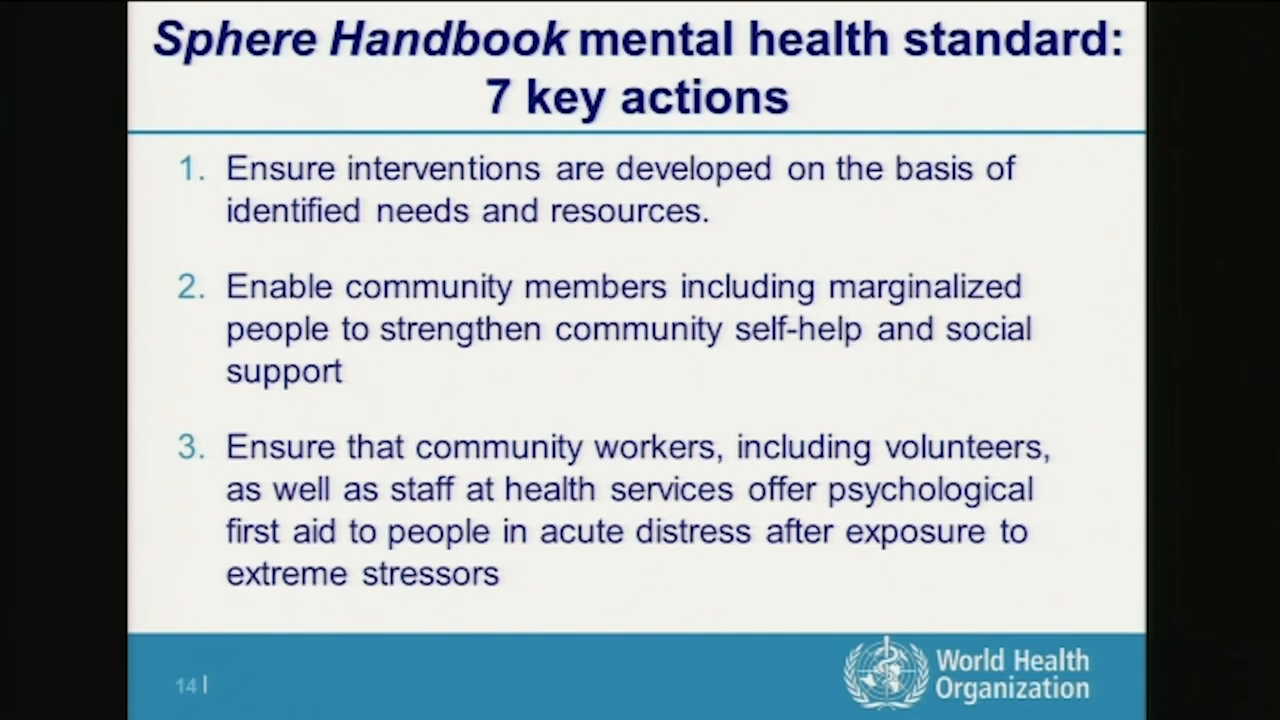 Sphere Handbook mental health standard:
7 key actions
1. Ensure interventions are developed on the basis of
identified needs and resources.
2. Enable community members including marginalized
people to strengthen community self-help and social
support
3. Ensure that community workers, including volunteers,
as well as staff at health services offer psychological
first aid to people in acute distress after exposure to
extreme stressors
14 |
World Health
Organization